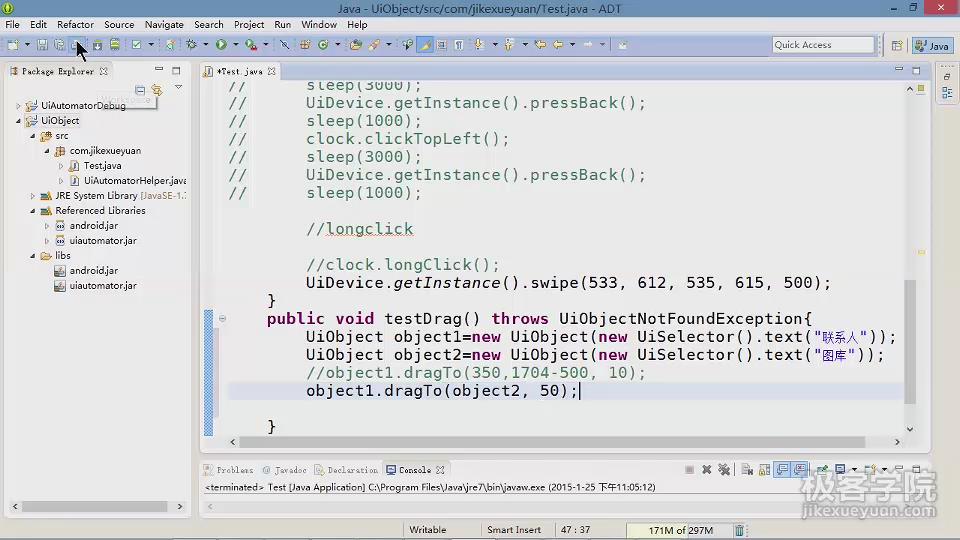 Java - UiObject/src/com/jikexueyuan/Test.java - ADT
File Edit Refactor Source Navigate Search Project Run Window Help
Quick Access
Java
Package Explorer
*Test.java
UiAutomatorDebug
UiObject
src
com.jikexueyuan
Test.java
UiAutomatorHelper.java
JRE System Library [JavaSE-1.7
Referenced Libraries
android.jar
uiautomator.jar
libs
android.jar
uiautomator.jar
// sleep(3000);
// UiDevice.getInstance().pressBack();
// sleep(1000);
// clock.clickTopLeft();
// sleep(3000);
// UiDevice.getInstance().pressBack();
// sleep(1000);
//longclick
//clock.longClick();
UiDevice.getInstance().swipe(533, 612, 535, 615, 500);
}
public void testDrag() throws UiObjectNotFoundException{
UiObject object1=new UiObject(new UiSelector().text("联系人"));
UiObject object2=new UiObject(new UiSelector().text("图库"));
//object1.dragTo(350,1704-500, 10);
object1.dragTo(object2, 50);
}
Problems @ Javadoc Declaration Console
<terminated> Test [Java Application] C:\Program Files\Java\jre7\bin\javaw.exe (2015-1-25 下午11:05:12)
Writable Smart Insert 47 : 37 171M of 297M
极客学院
jikexueyuan.com